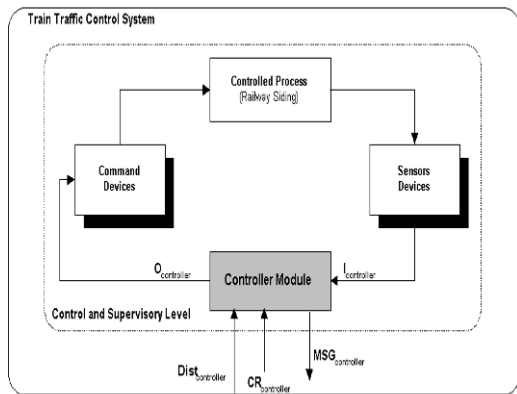 Train Traffic Control System
Controlled Process
(Railway Siding)
Command
Devices
Sensors
Devices
Ocontroller
Controller Module
Icontroller
Control and Supervisory Level
MSGcontroller
Distcontroller
CRcontroller